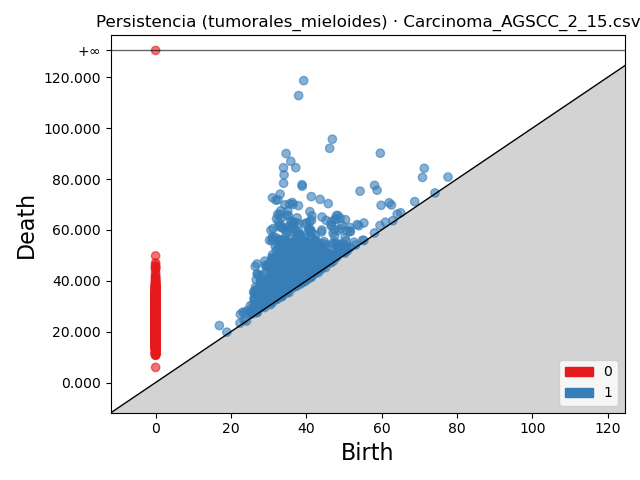 Persistencia (tumorales_mieloides) · Carcinoma_AGSCC_2_15.csv
+∞
120.000
100.000
80.000
60.000
40.000
20.000
0.000
Death
0
1
0 20 40 60 80 100 120
Birth